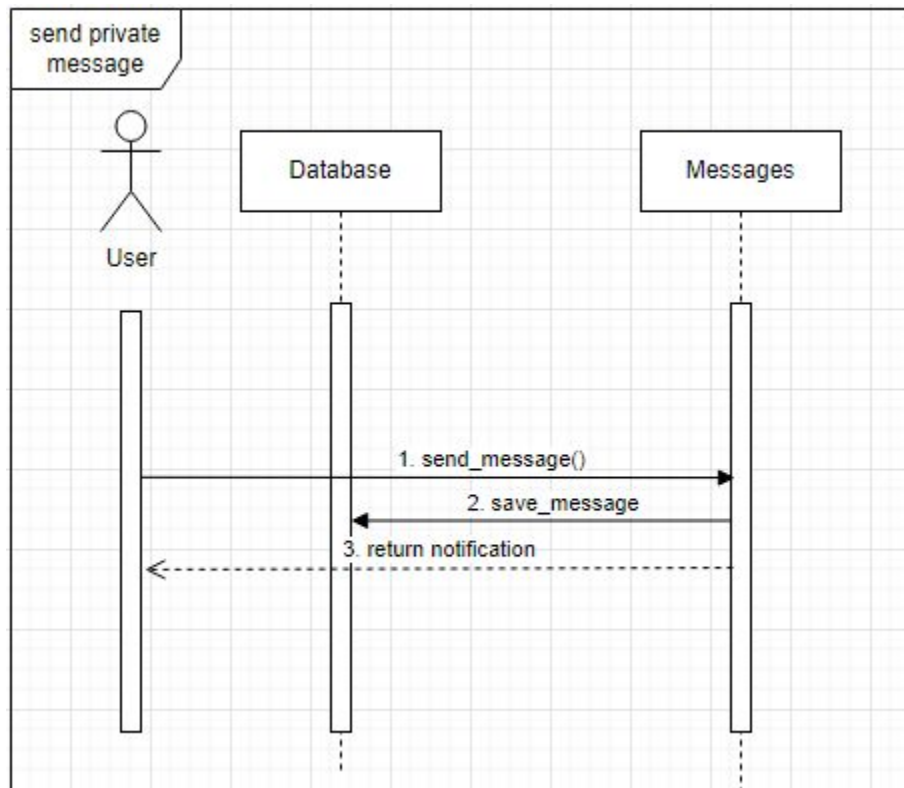 send private
message
Database
Messages
User
1. send_message()
2. save_message
3. return notification